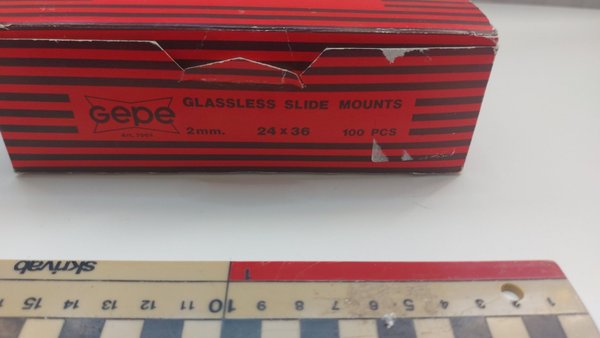 Gepe
GLASSLESS SLIDE MOUNTS
2mm. 24 x 36 100 PCS
skrivab 1
15 14 13 12 11 10 9 8 7 6 5 4 3 2 1